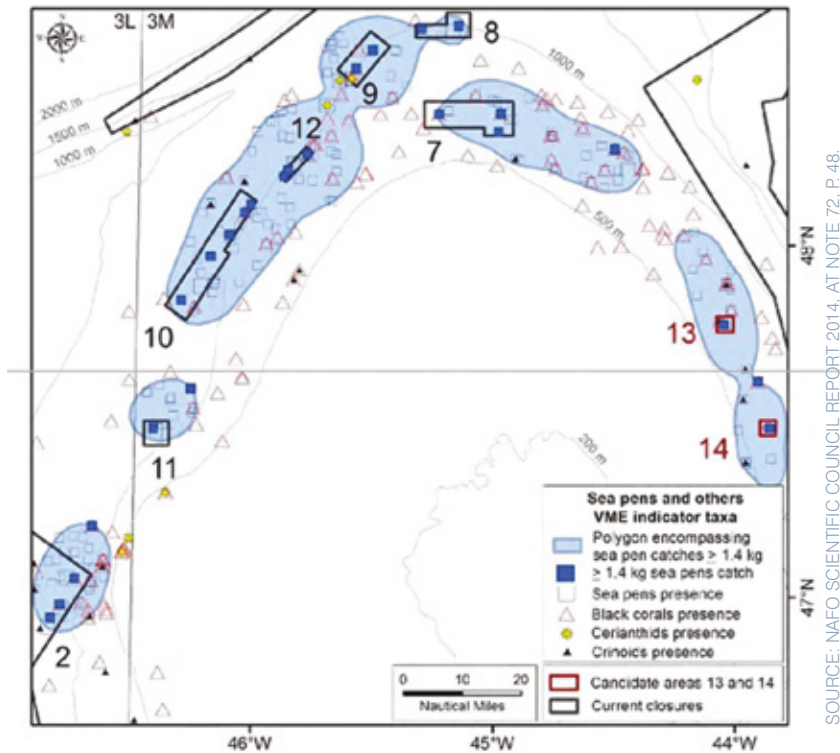 3L 3M
8
2000 m
1500 m
1000 m
1000 m
9
12
7
500 m
48°N
10
13
11
14
200 m
2
47°N
Sea pens and others
VME indicator taxa
Polygon encompassing
sea pen catches ≥ 1.4 kg
≥ 1.4 kg sea pens catch
Sea pens presence
Black corals presence
Cerianthids presence
Crinoids presence
0 10 20
Nautical Miles
Candidate areas 13 and 14
Current closures
46°W 45°W 44°W
SOURCE: NAFO SCIENTIFIC COUNCIL REPORT 2014, AT NOTE 72, P. 48.